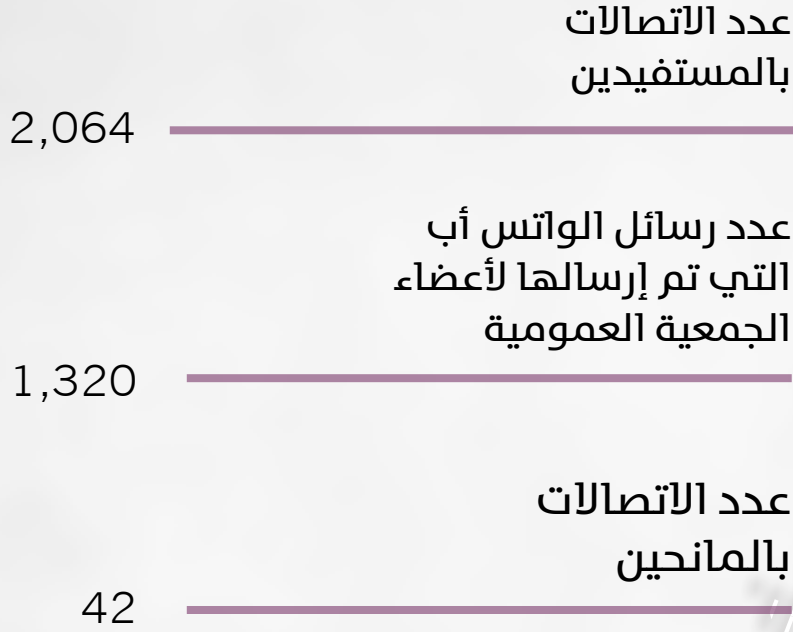 عدد الاتصالات
بالمستفيدين
2,064
عدد رسائل الواتس أب
التي تم إرسالها لأعضاء
الجمعية العمومية
1,320
عدد الاتصالات
بالمانحين
42